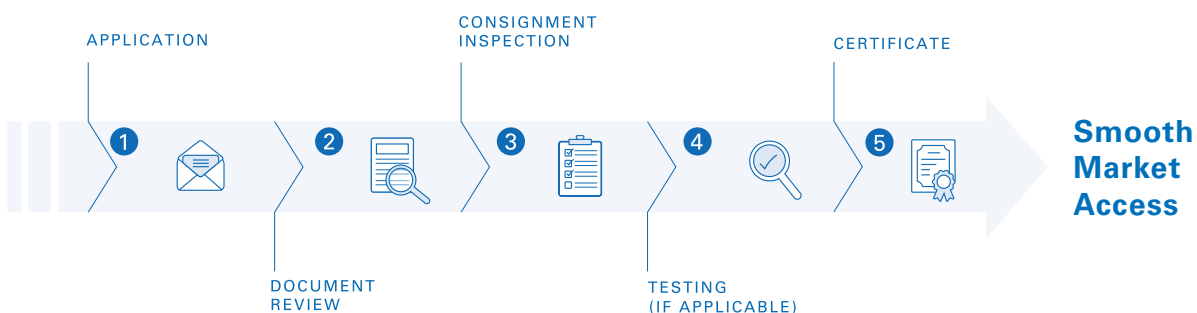 APPLICATION
1
DOCUMENT
REVIEW
2
CONSIGNMENT
INSPECTION
3
TESTING
(IF APPLICABLE)
4
CERTIFICATE
5
Smooth
Market
Access